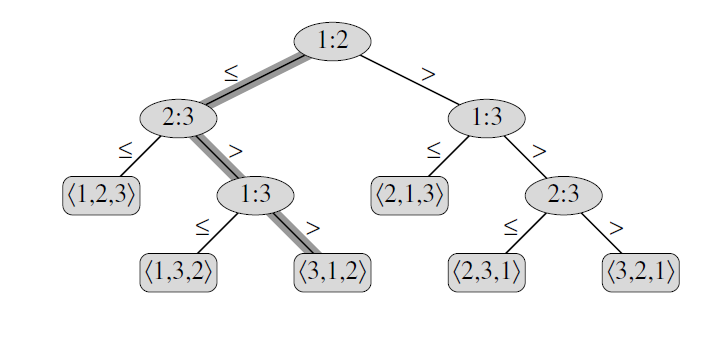 1:2
≤ >
2:3 1:3
≤ > ≤ >
⟨1,2,3⟩ 1:3 ⟨2,1,3⟩ 2:3
≤ > ≤ >
⟨1,3,2⟩ ⟨3,1,2⟩ ⟨2,3,1⟩ ⟨3,2,1⟩